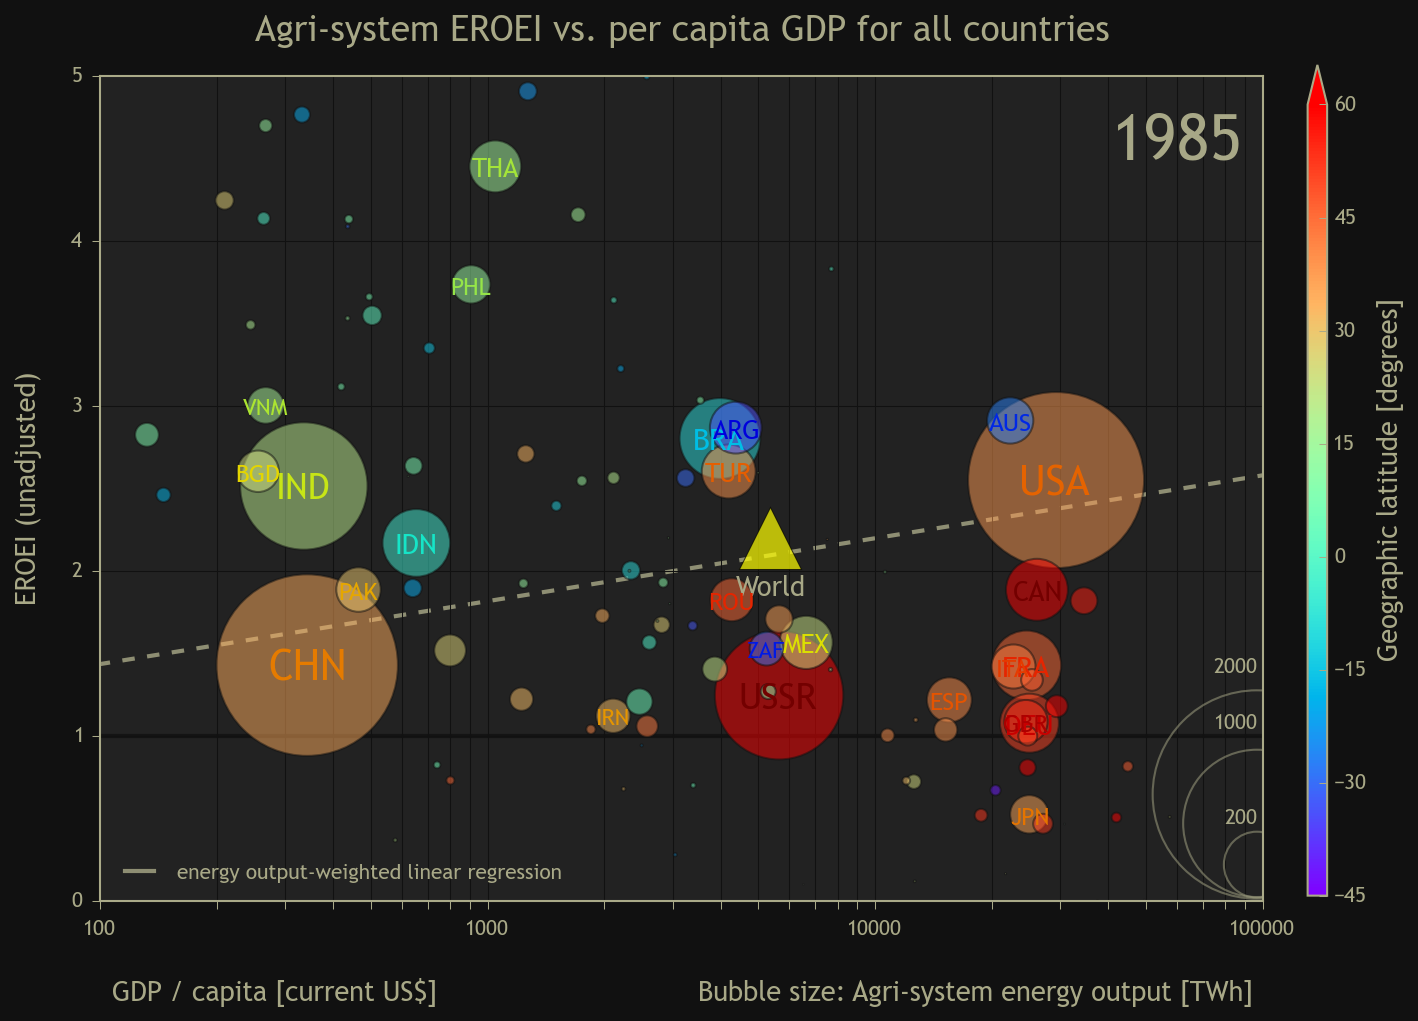 Agri-system EROEI vs. per capita GDP for all countries
1985
EROEI (unadjusted)
5
4
3
2
1
0
THA
PHL
VNM
BGD
IND
IDN
PAK
CHN
BRA
ARG
TUR
AUS
USA
World
ROU
CAN
ZAF
MEX
USSR
FRA
ESP
IRN
JPN
2000
1000
200
energy output-weighted linear regression
100
1000
10000
100000
GDP / capita [current US$]
Bubble size: Agri-system energy output [TWh]
60
45
30
15
0
−15
−30
−45
Geographic latitude [degrees]